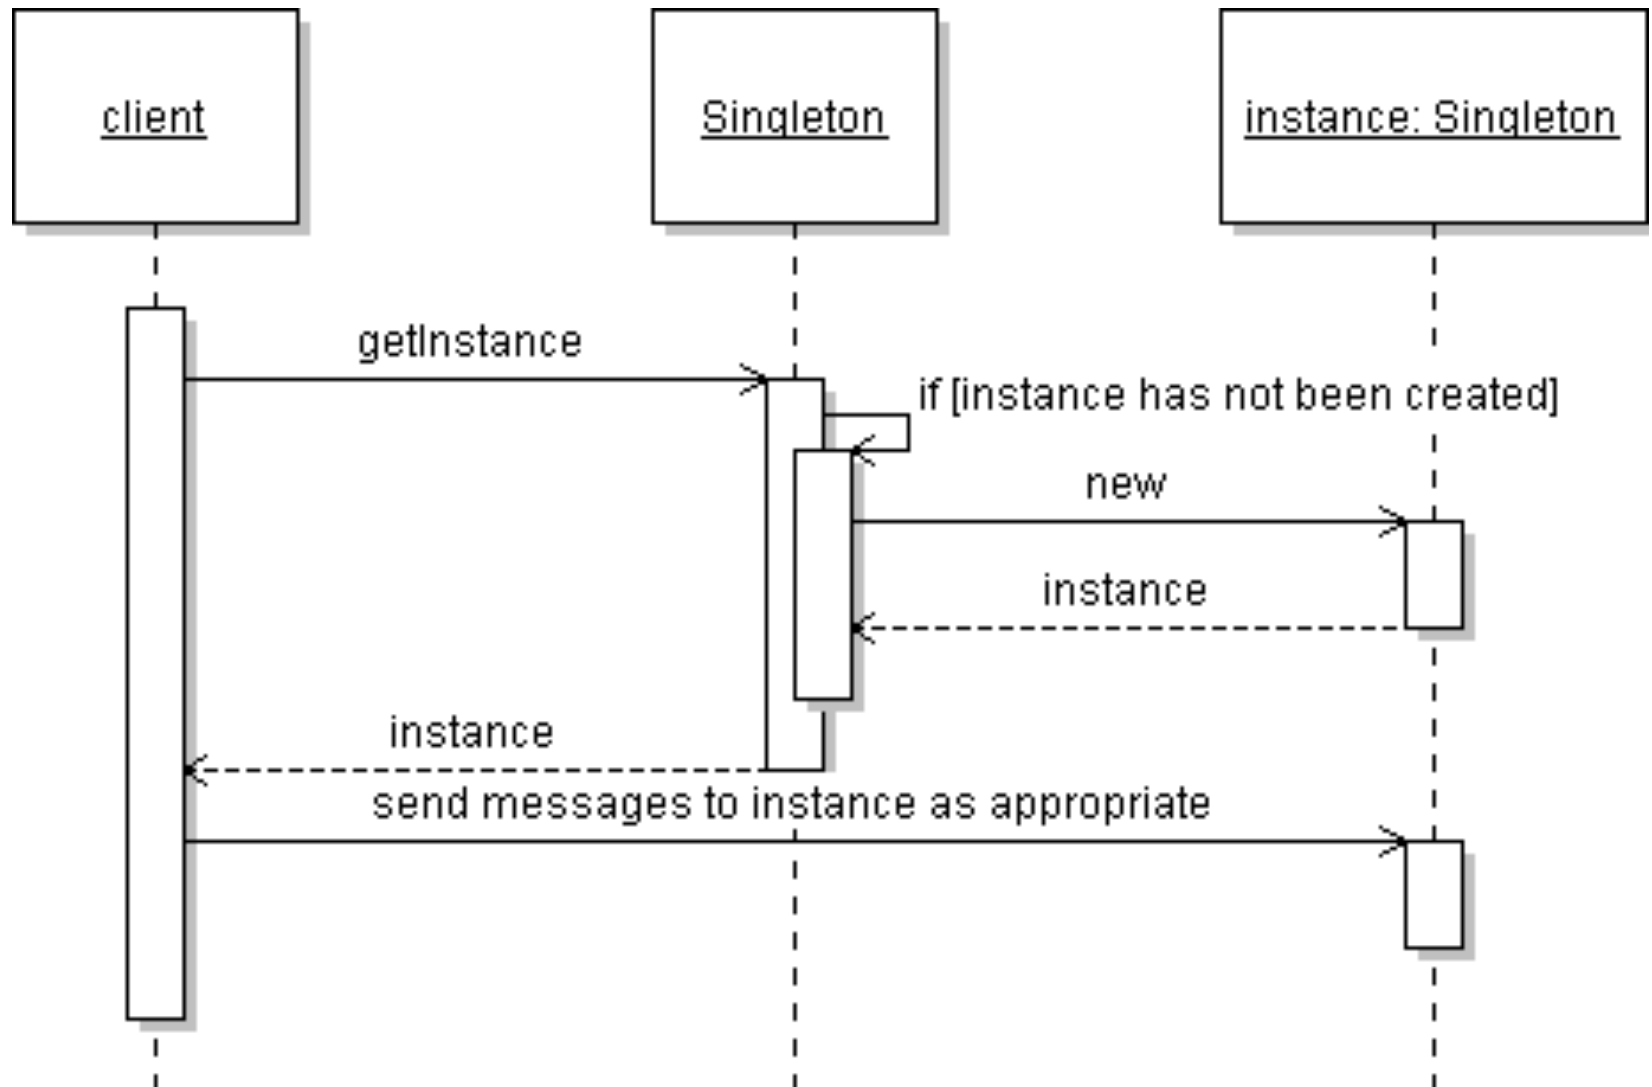 client
Singleton
instance: Singleton
getInstance
if [instance has not been created]
new
instance
instance
send messages to instance as appropriate